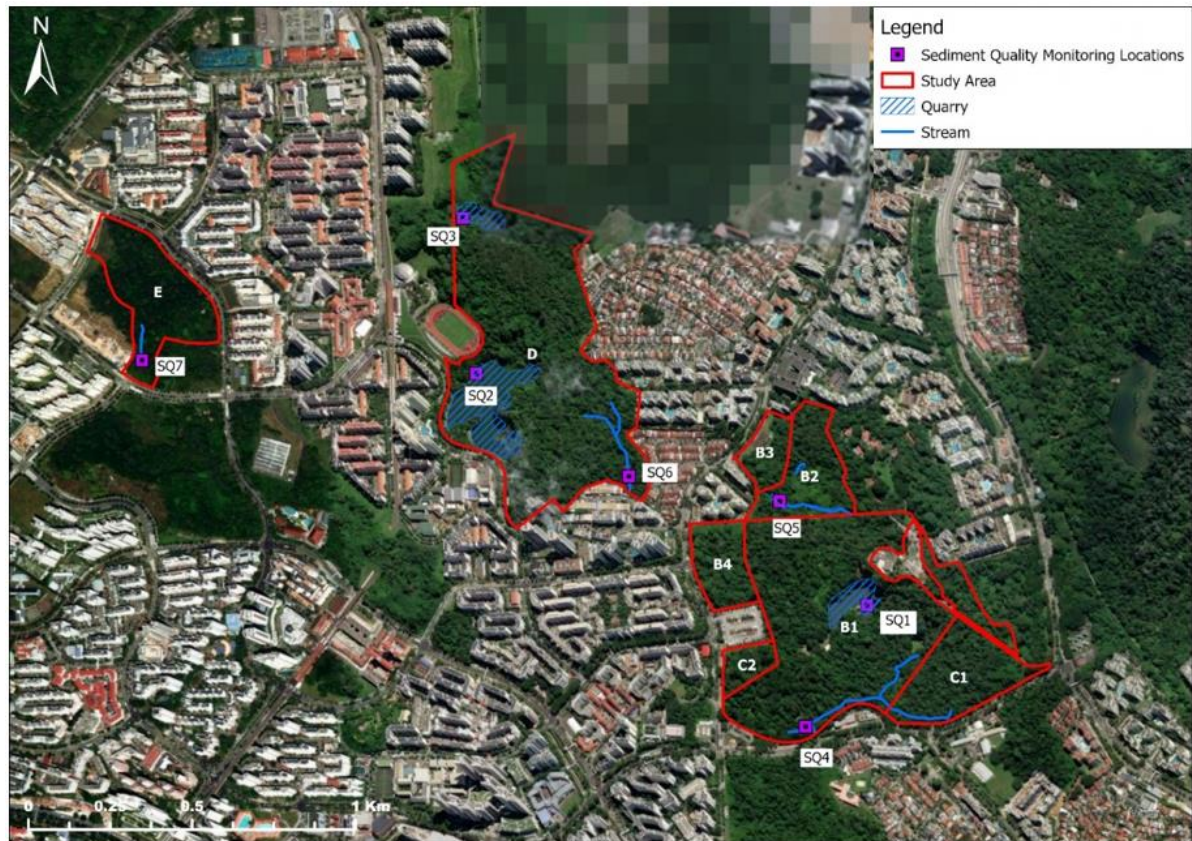 N
Legend
Sediment Quality Monitoring Locations
Study Area
Quarry
Stream
SQ3
E
D
SQ7
SQ2
B3
B2
SQ6
SQ5
B4
B1
SQ1
C2
C1
SQ4
0 0.25 0.5 1 Km